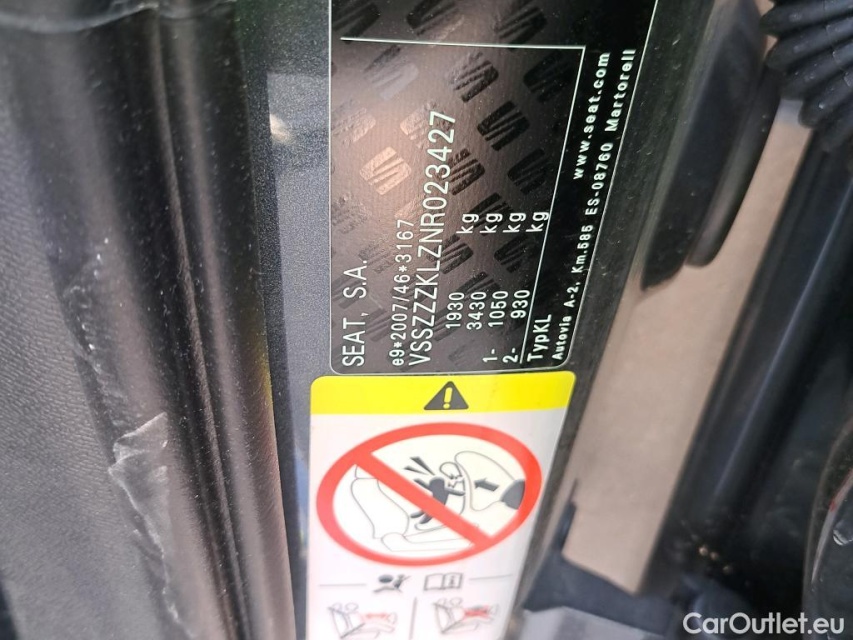 SEAT, S.A.
e9*2007/46*3167
VSSZZZKLZNR023427
1930 kg
3430 kg
1- 1050 kg
2- 930 kg
TypKL
www.seat.com
Autovia A-2, Km.585 ES-08760 Martorell
CarOutlet.eu